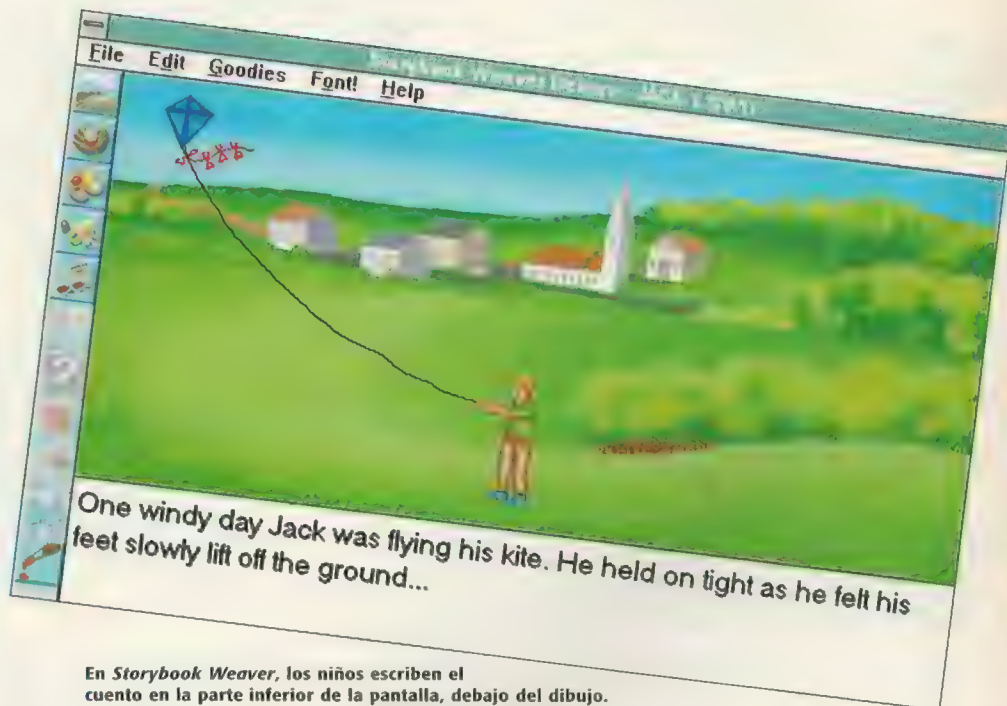 File Edit Goodies Font! Help
One windy day Jack was flying his kite. He held on tight as he felt his
feet slowly lift off the ground...
En Storybook Weaver, los niños escriben el
cuento en la parte inferior de la pantalla, debajo del dibujo.